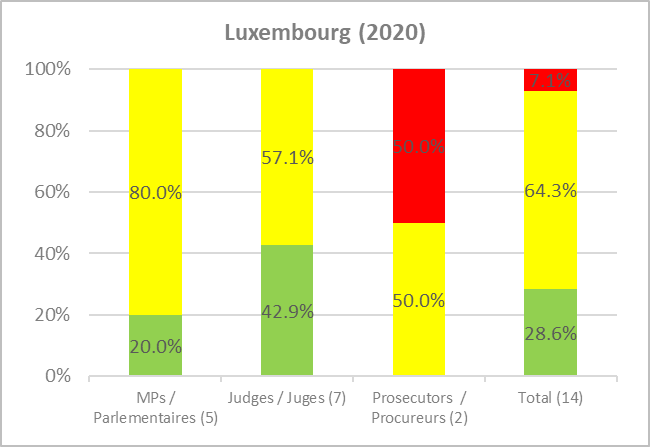 Luxembourg (2020)
100%
80%
60%
40%
20%
0%
80.0%
20.0%
57.1%
42.9%
50.0%
50.0%
7.1%
64.3%
28.6%
MPs /
Parlementaires (5)
Judges / Juges (7)
Prosecutors /
Procureurs (2)
Total (14)